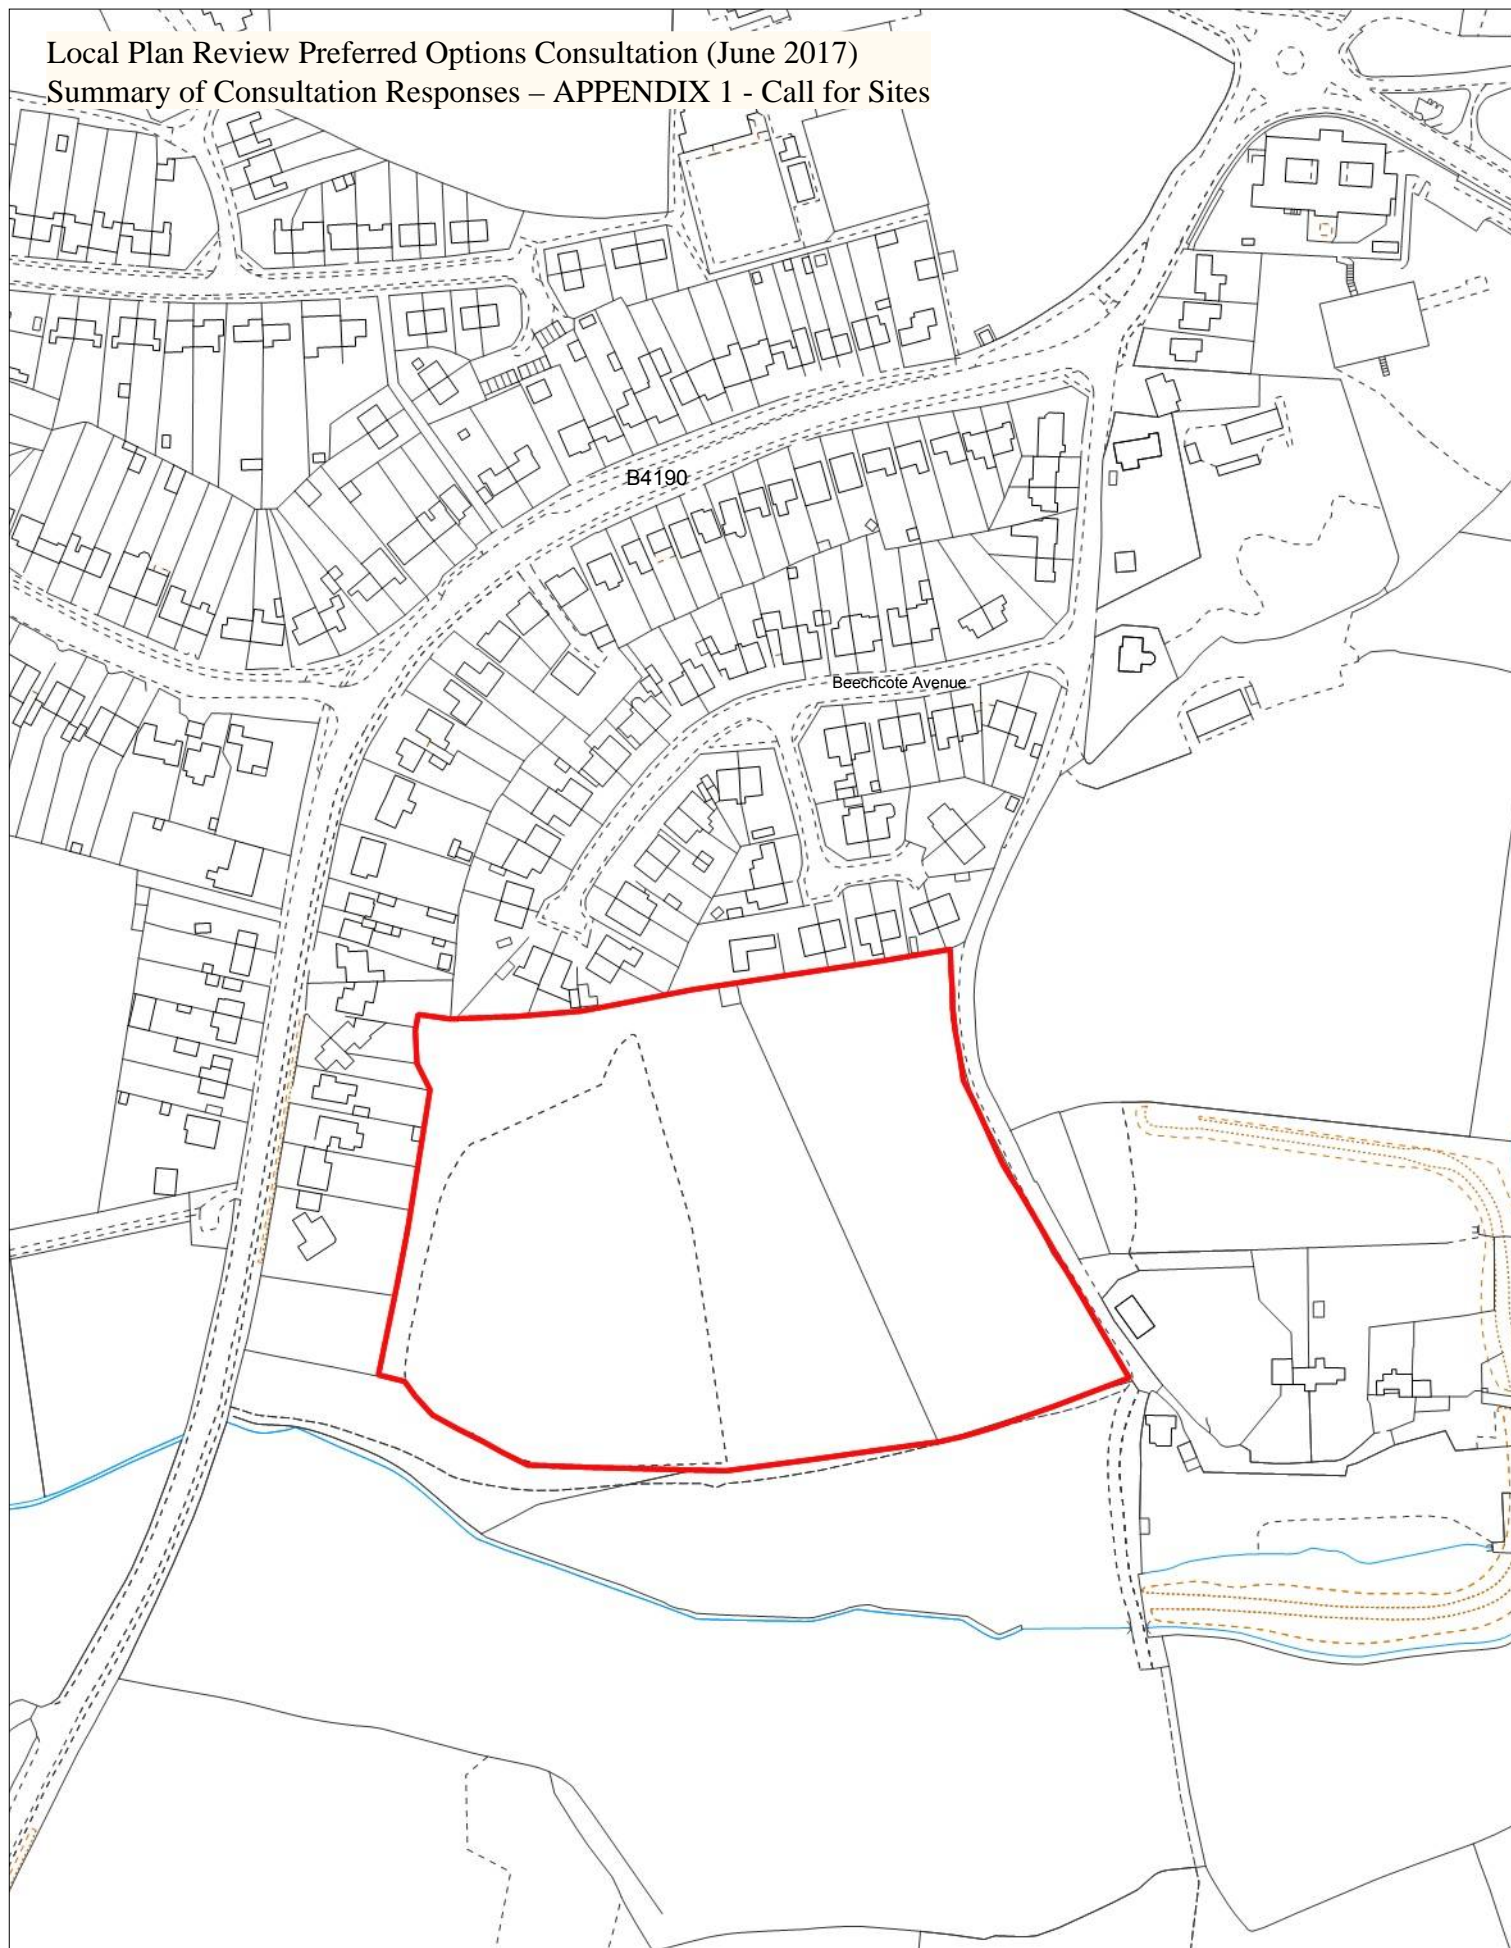 Local Plan Review Preferred Options Consultation (June 2017)
Summary of Consultation Responses – APPENDIX 1 - Call for Sites
B4190
Beechcote Avenue